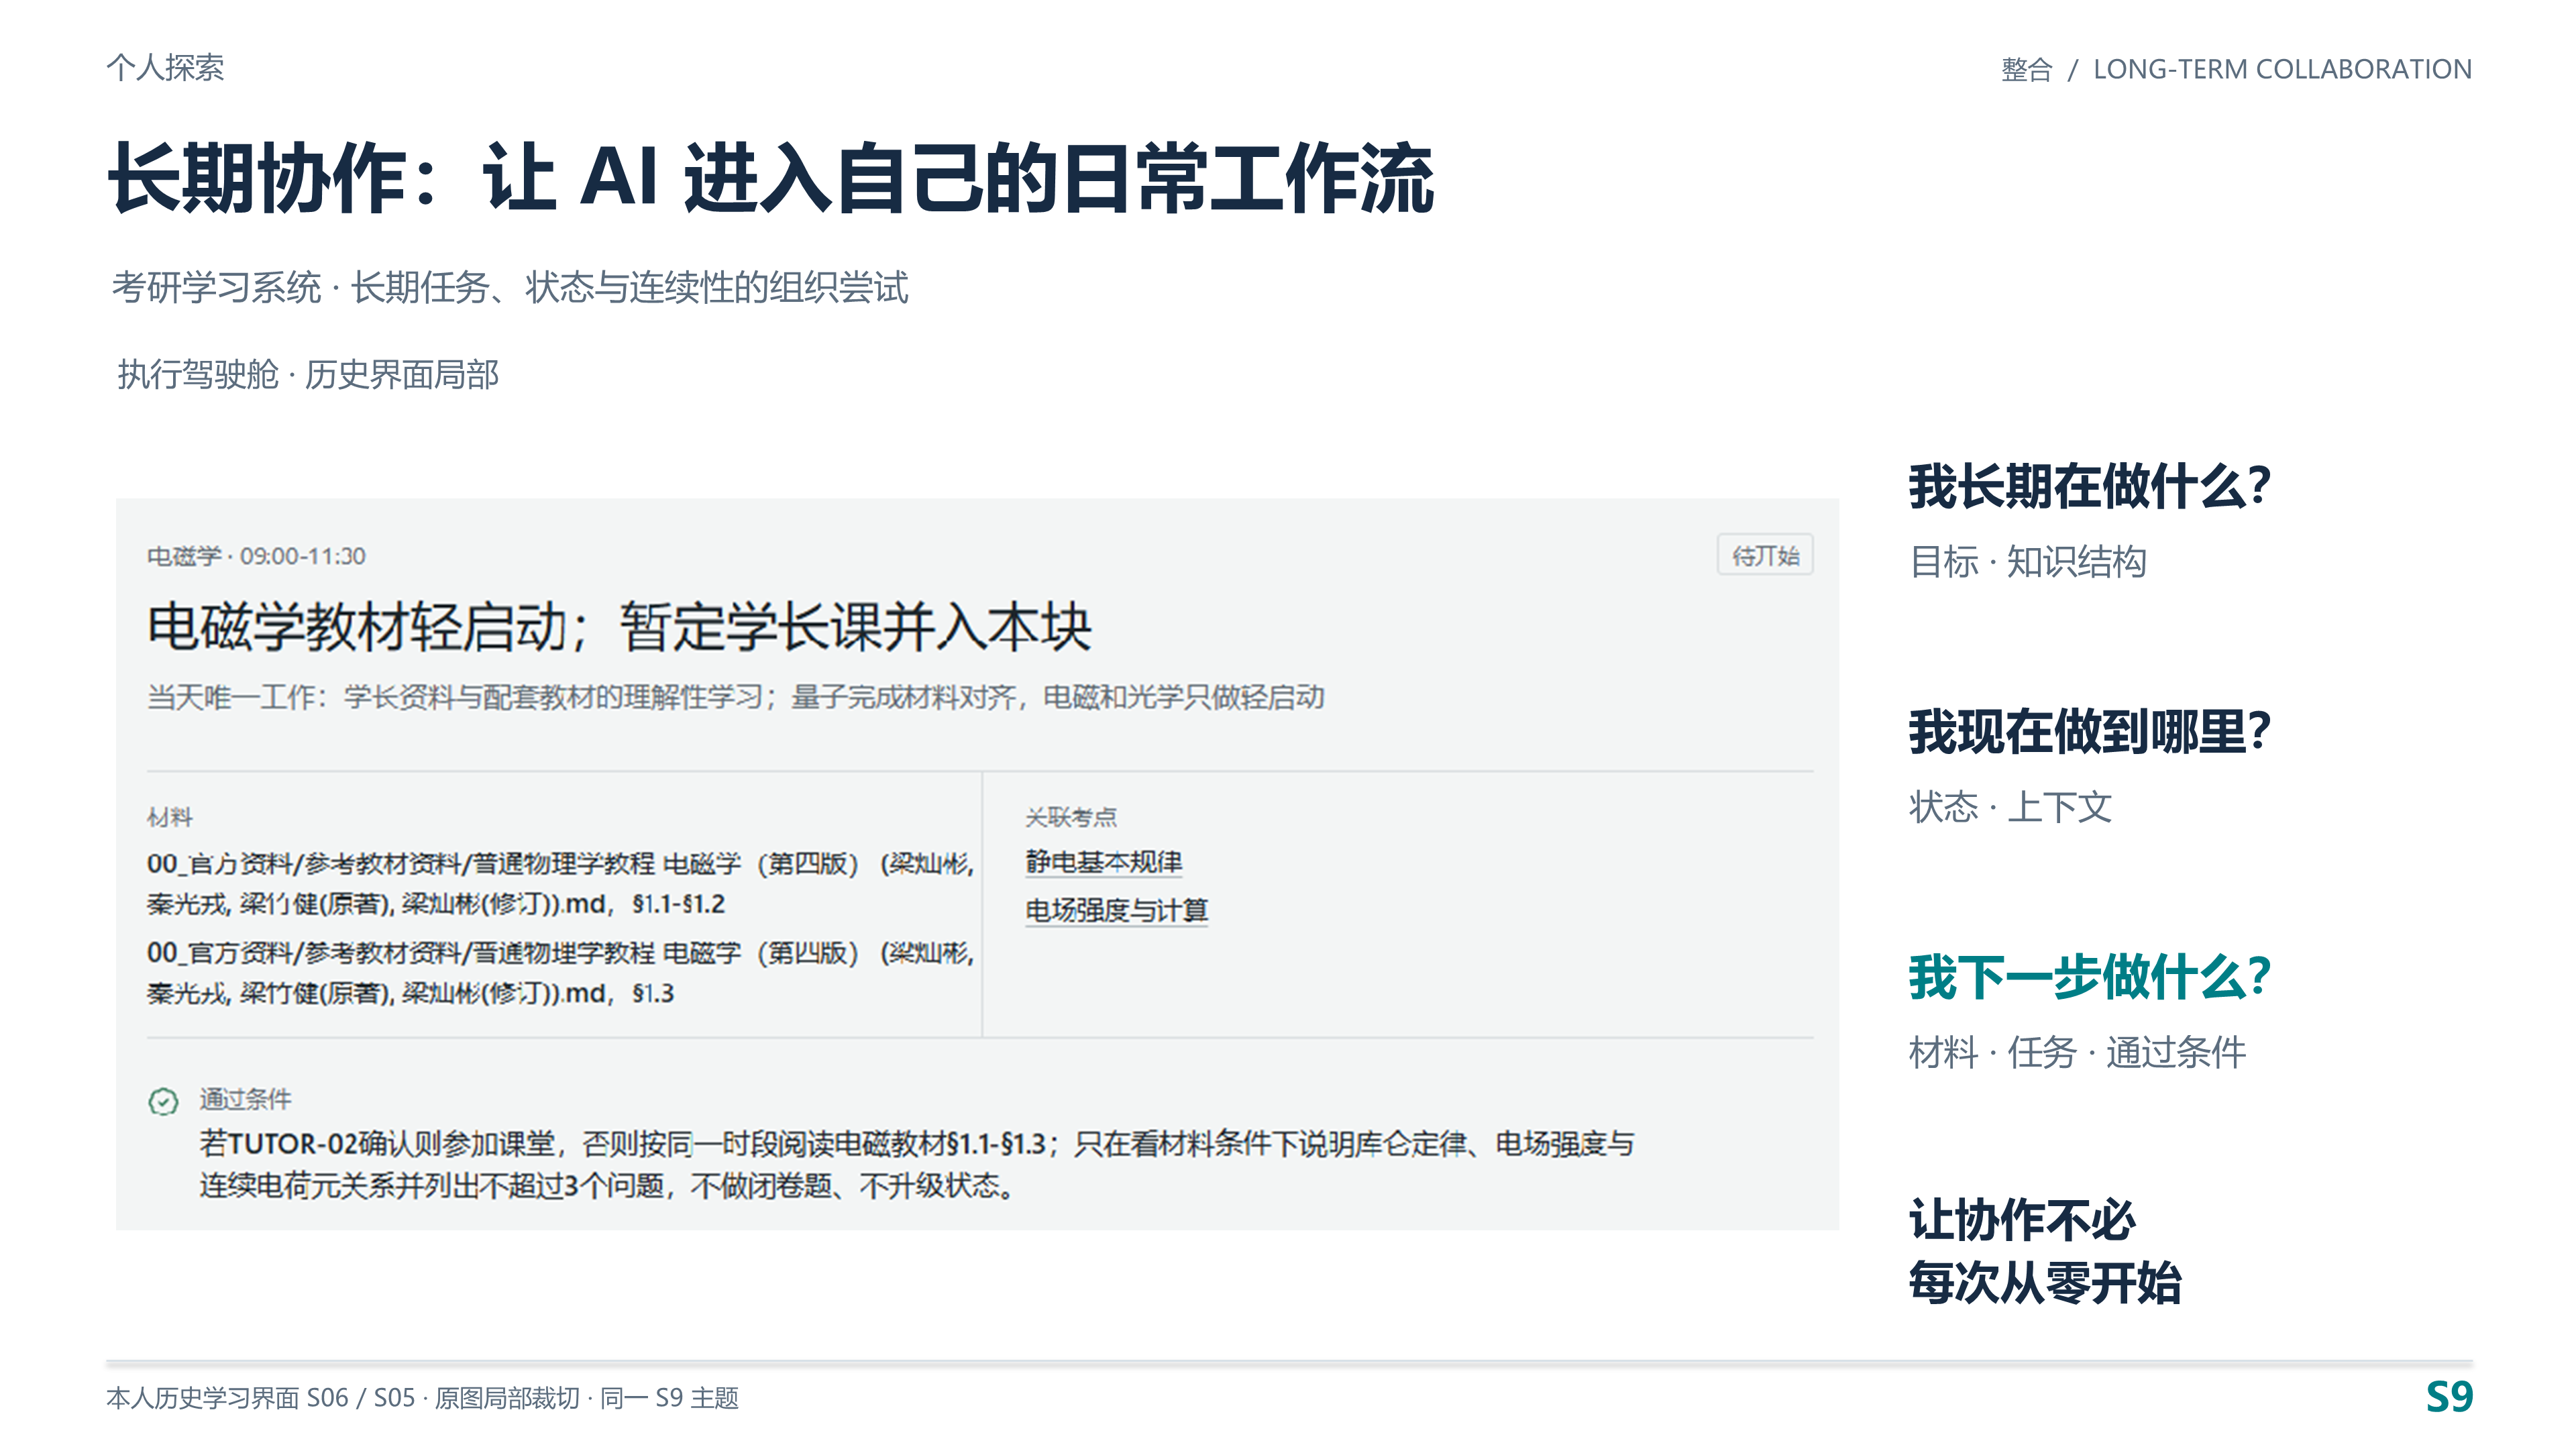 个人探索
整合 / LONG-TERM COLLABORATION
长期协作：让 AI 进入自己的日常工作流
考研学习系统 · 长期任务、状态与连续性的组织尝试
执行驾驶舱 · 历史界面局部
电磁学 · 09:00-11:30
待开始
电磁学教材轻启动；暂定学长课并入本块
当天唯一工作：学长资料与配套教材的理解性学习；量子完成材料对齐，电磁和光学只做轻启动
材料
00_官方资料/参考教材资料/普通物理学教程 电磁学（第四版） (梁灿彬,
秦光戎, 梁竹健(原著), 梁灿彬(修订)).md，§1.1-§1.2
00_官方资料/参考教材资料/普通物理学教程 电磁学（第四版） (梁灿彬,
秦光戎, 梁竹健(原著), 梁灿彬(修订)).md，§1.3
关联考点
静电基本规律
电场强度与计算
通过条件
若TUTOR-02确认则参加课堂，否则按同一时段阅读电磁教材§1.1-§1.3；只在看材料条件下说明库仑定律、电场强度与
连续电荷元关系并列出不超过3个问题，不做闭卷题、不升级状态。
我长期在做什么？
目标 · 知识结构
我现在做到哪里？
状态 · 上下文
我下一步做什么？
材料 · 任务 · 通过条件
让协作不必
每次从零开始
本人历史学习界面 S06 / S05 · 原图局部裁切 · 同一 S9 主题
S9